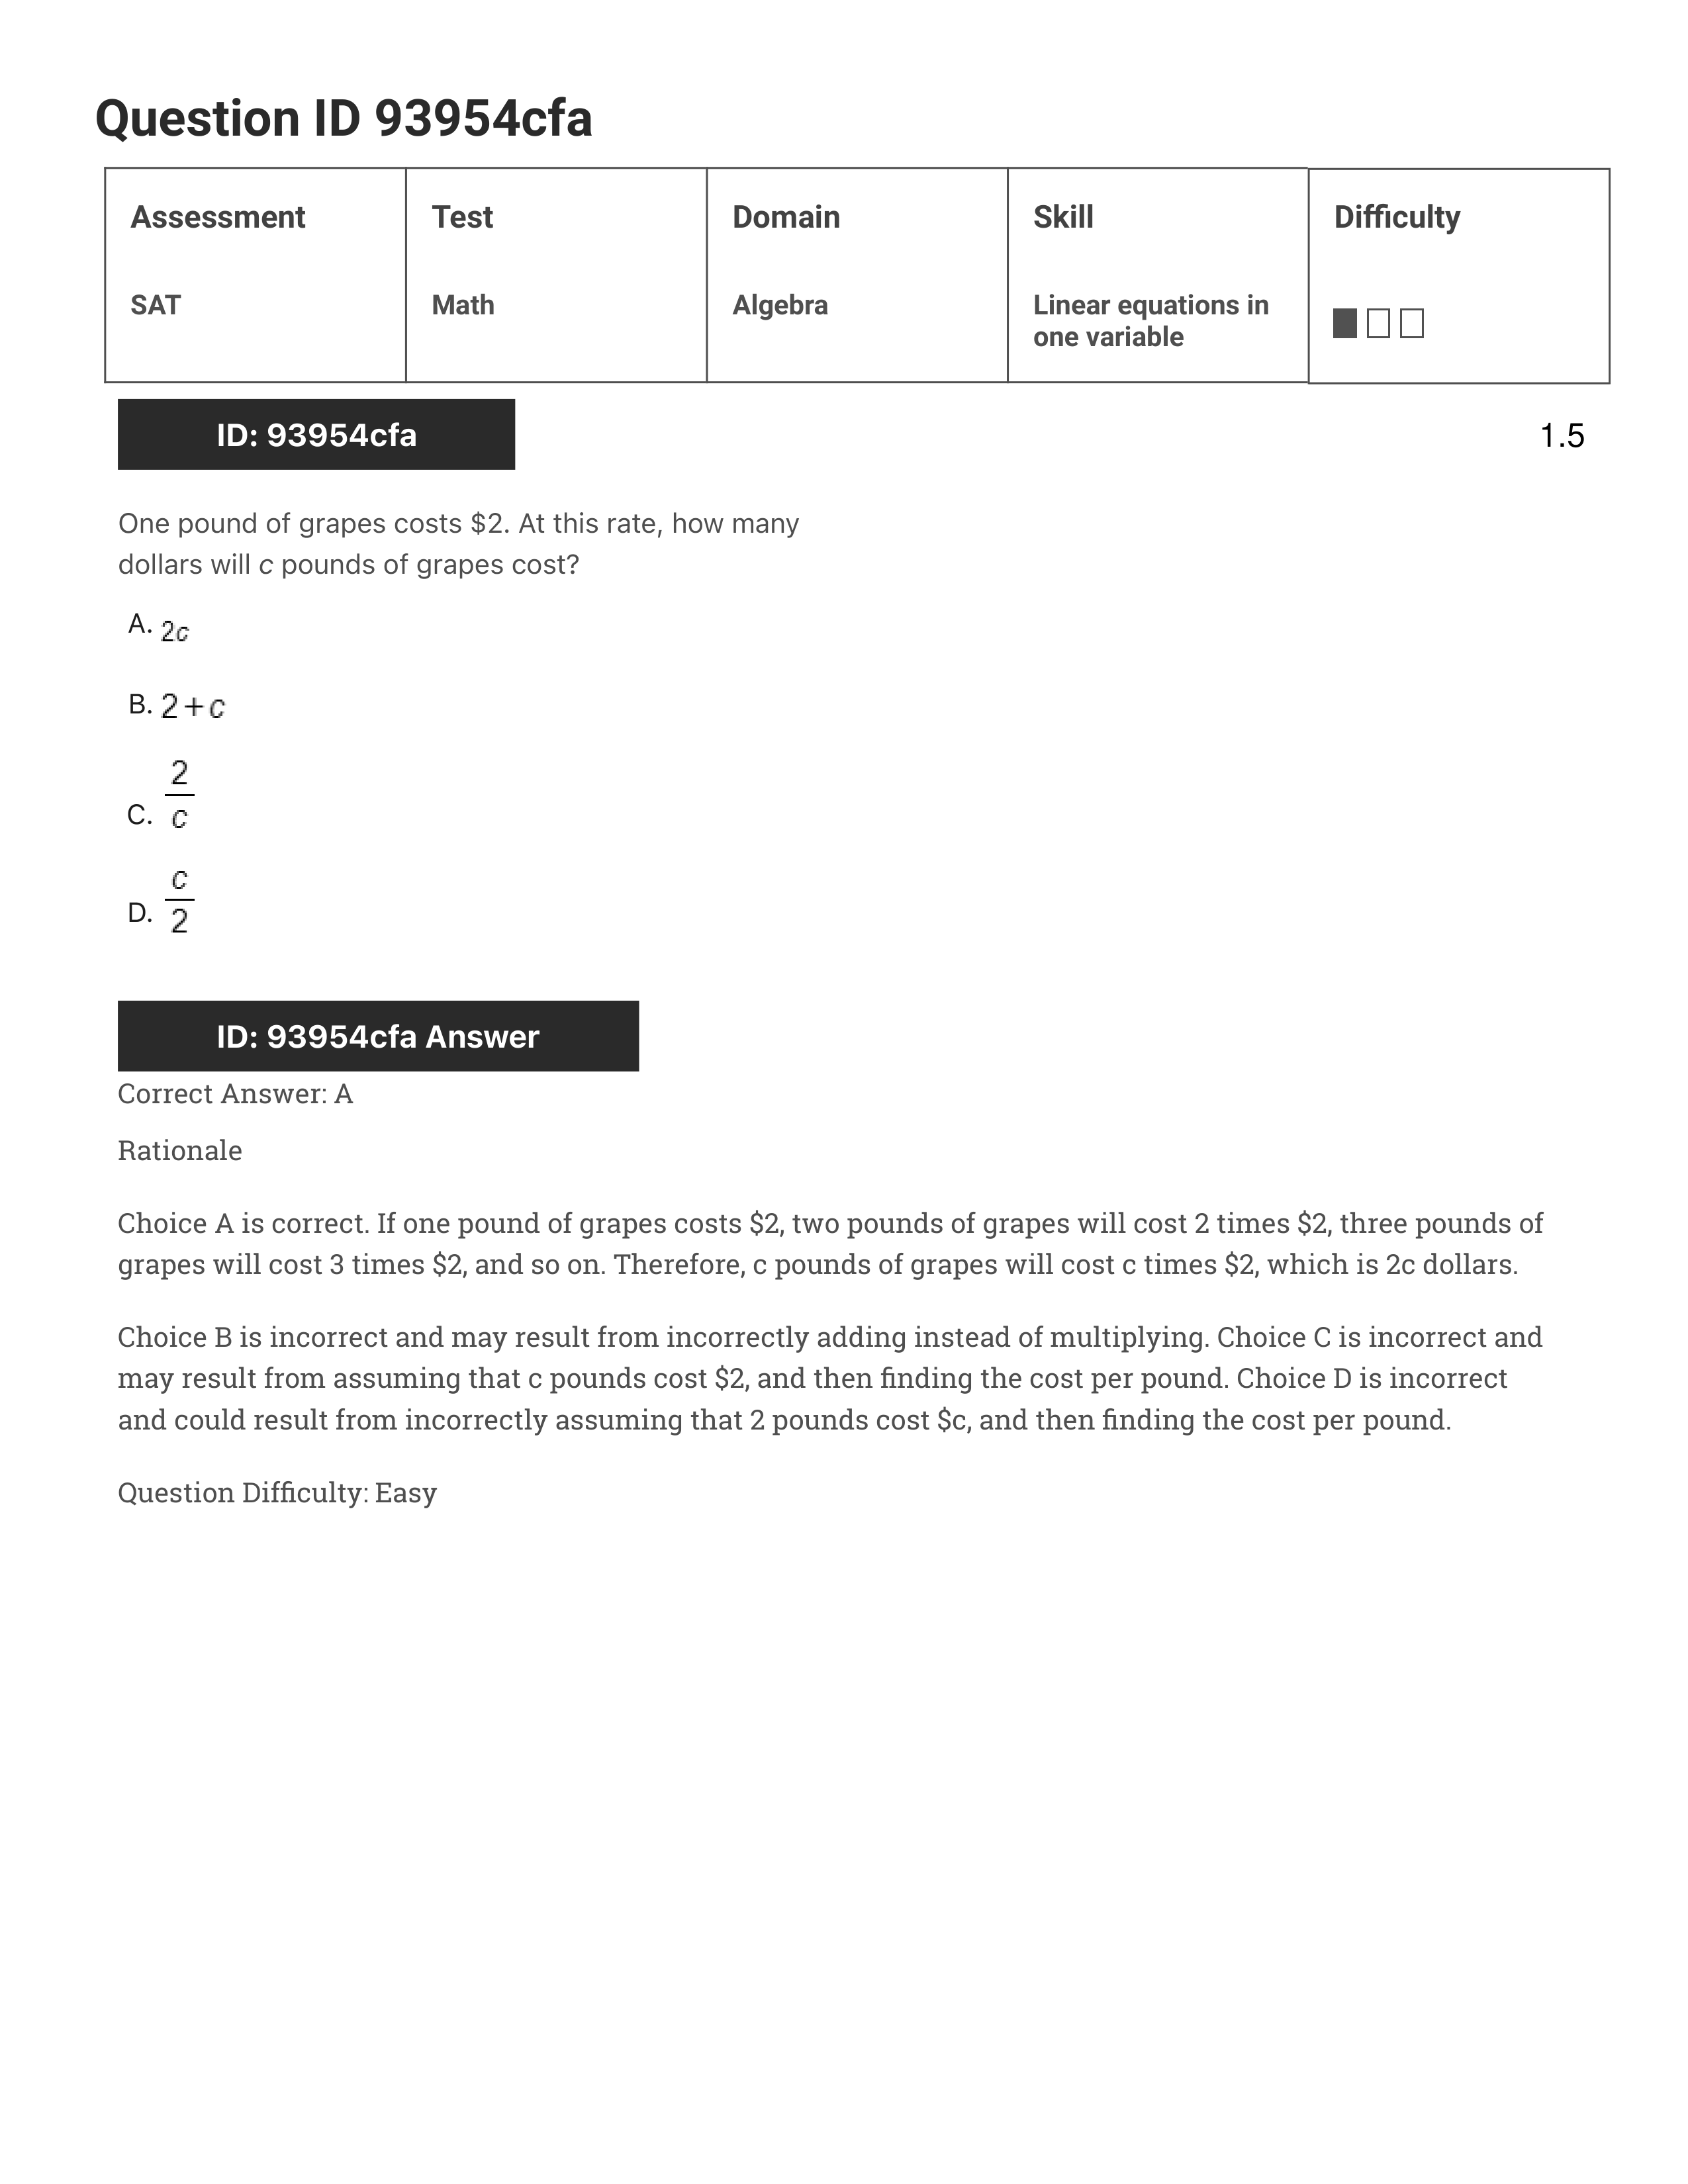 Question ID 93954cfa
Assessment Test Domain Skill Difficulty
SAT Math Algebra Linear equations in
one variable
ID: 93954cfa 1.5
One pound of grapes costs $2. At this rate, how many
dollars will c pounds of grapes cost?
A. 2c
B. 2+c
C. 2/c
D. c/2
ID: 93954cfa Answer
Correct Answer: A
Rationale
Choice A is correct. If one pound of grapes costs $2, two pounds of grapes will cost 2 times $2, three pounds of
grapes will cost 3 times $2, and so on. Therefore, c pounds of grapes will cost c times $2, which is 2c dollars.
Choice B is incorrect and may result from incorrectly adding instead of multiplying. Choice C is incorrect and
may result from assuming that c pounds cost $2, and then finding the cost per pound. Choice D is incorrect
and could result from incorrectly assuming that 2 pounds cost $c, and then finding the cost per pound.
Question Difficulty: Easy